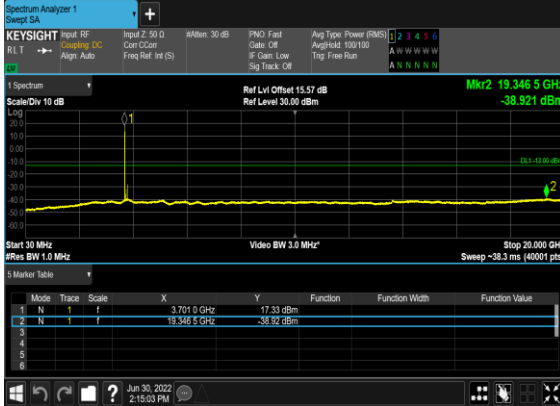 Spectrum Analyzer 1
Swept SA
+
KEYSIGHT Input: RF Input Z: 50 Ω #Atten: 30 dB PNO: Fast Avg Type: Power (RMS) 1 2 3 4 5 6
RLT Coupling: DC Corr CCorr Gate: Off Avg|Hold: 100/100 A W W W W W
Align: Auto Freq Ref: Int (S) IF Gain: Low Trig: Free Run
Sig Track: Off A N N N N N
1 Spectrum
Ref Lvl Offset 15.57 dB Mkr2 19.346 5 GHz
Scale/Div 10 dB Ref Level 30.00 dBm -38.921 dBm
Log
1
20.0
10.0
0.00
-10.0
DL1 -13.00 dBm
-20.0
-30.0
2
-40.0
-50.0
-60.0
Start 30 MHz Video BW 3.0 MHz* Stop 20.000 GHz
#Res BW 1.0 MHz Sweep ~38.3 ms (40001 pts)
5 Marker Table
Mode Trace Scale X Y Function Function Width Function Value
1 N 1 f 3.701 0 GHz 17.33 dBm
2 N 1 f 19.346 5 GHz -38.92 dBm
3
4
5
6
? Jun 30, 2022
2:15:03 PM